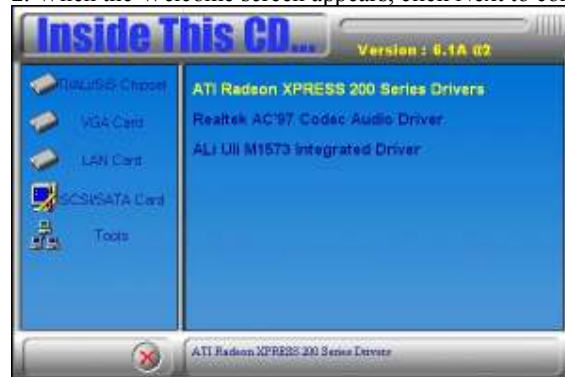 2. When the Welcome screen appears, click Next to
Inside This CD...
Version : 6.1A 02
Chipset
VGA Card
LAN Card
SCSI/SATA Card
Tools
ATI Radeon XPRESS 200 Series Drivers
Realtek AC'97 Codec Audio Driver
ALi Uli M1573 Integrated Driver
ATI Radeon XPRESS 200 Series Drivers